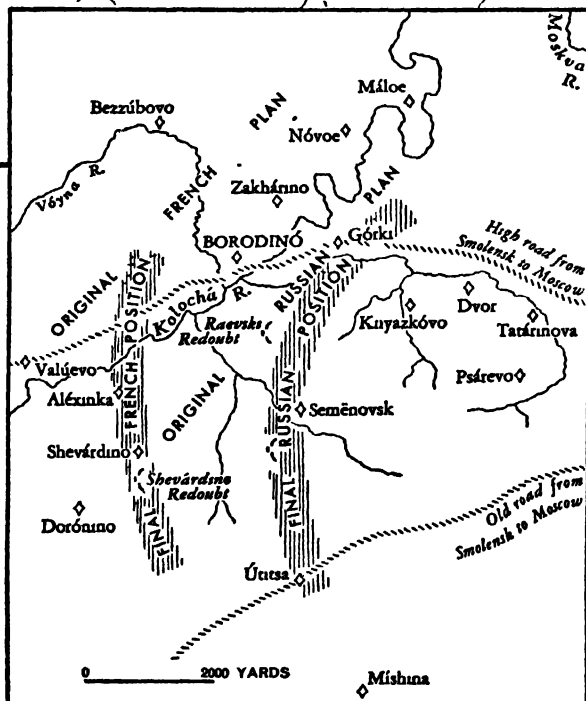 Moskva R.
Máloe
Bezzúbovo
Nóvoe
PLAN
FRENCH
Zakhárino
Vóyna R.
PLAN
Górki
BORODINÓ
High road from
Smolensk to Moscow
RUSSIAN
ORIGINAL
Kolochá R.
Raevski
Redoubt
Knyazkóvo
Dvor
Tatárinova
Valúevo
Aléxinka
Psárevo
ORIGINAL
Semënovsk
Shevárdino
Shevárdino
Redoubt
Dorónino
FINAL FRENCH POSITION
FINAL RUSSIAN POSITION
Old road from
Smolensk to Moscow
Útitsa
0 2000 YARDS
Míshina